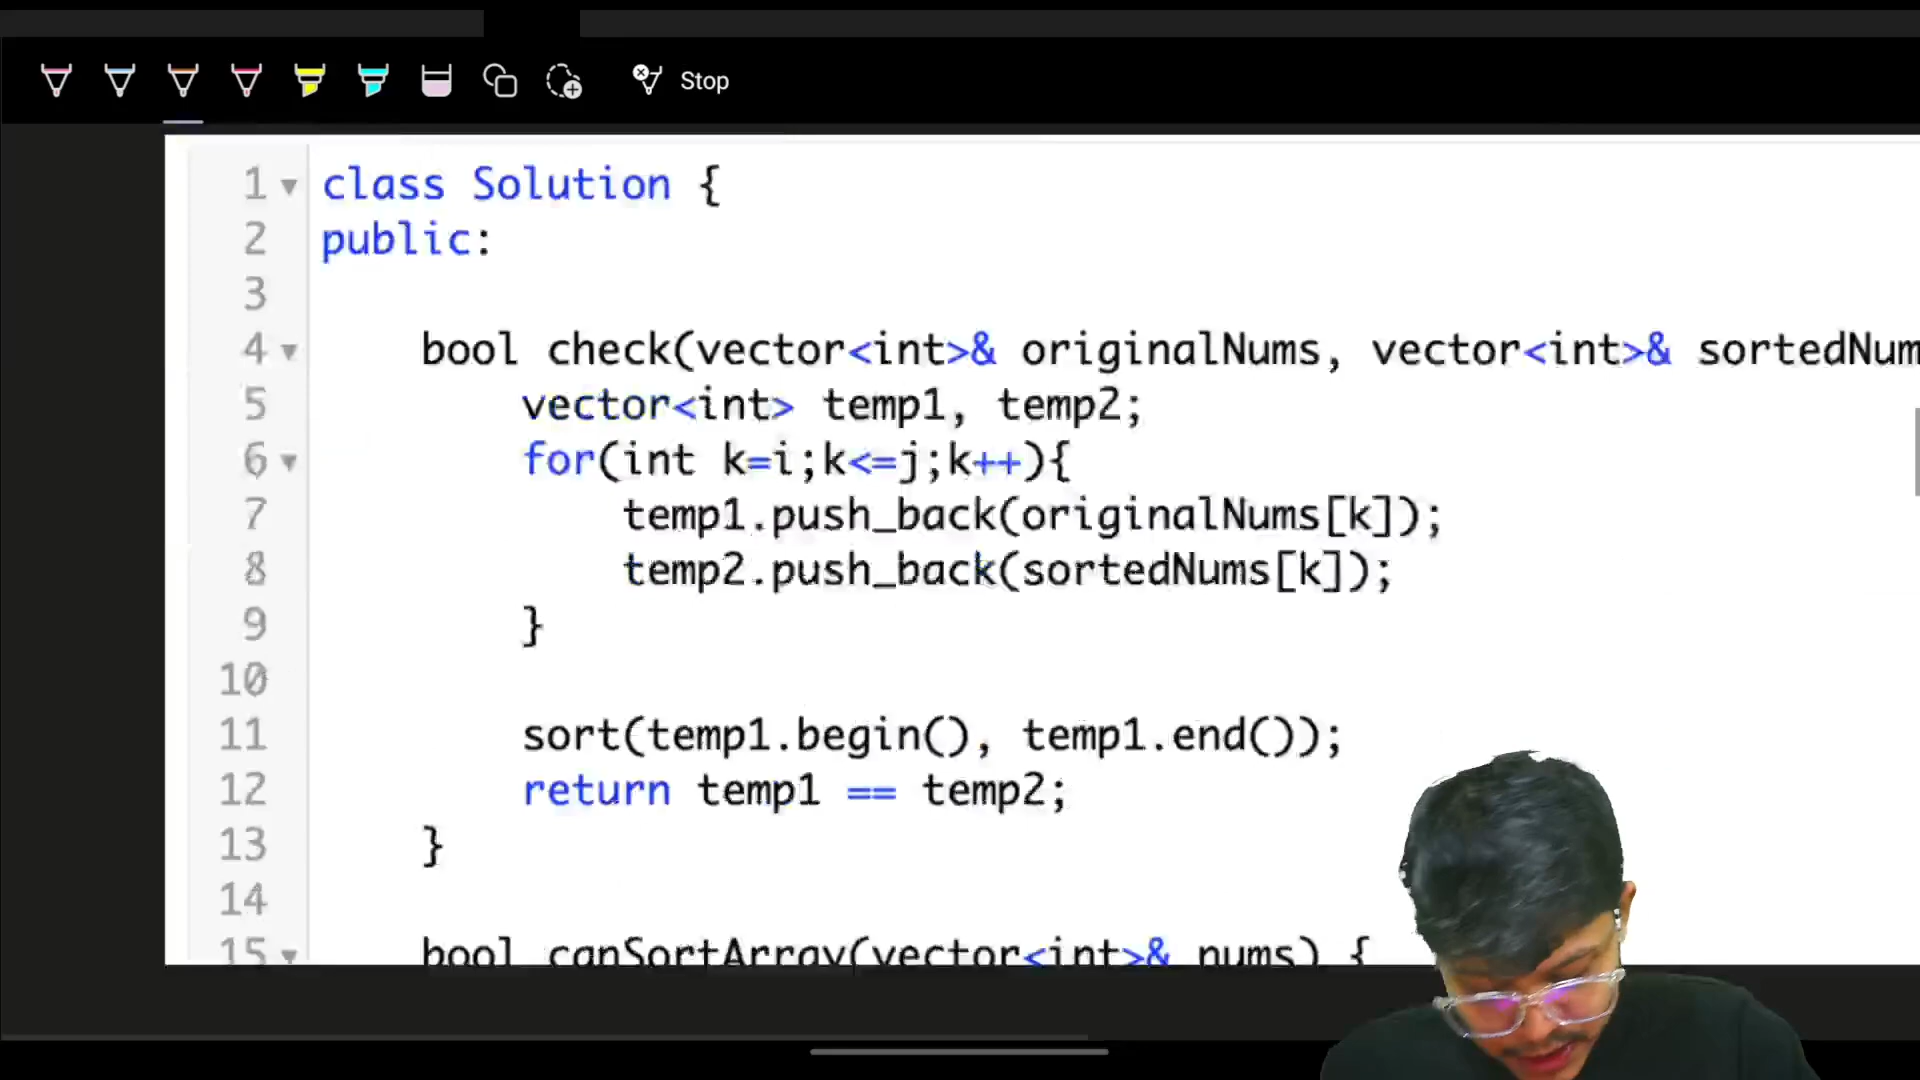 Stop
1 class Solution {
2 public:
3
4 bool check(vector<int>& originalNums, vector<int>& sortedNum
5 vector<int> temp1, temp2;
6 for(int k=i;k<=j;k++){
7 temp1.push_back(originalNums[k]);
8 temp2.push_back(sortedNums[k]);
9 }
10
11 sort(temp1.begin(), temp1.end());
12 return temp1 == temp2;
13 }
14
15 bool canSortArray(vector<int>& nums) {